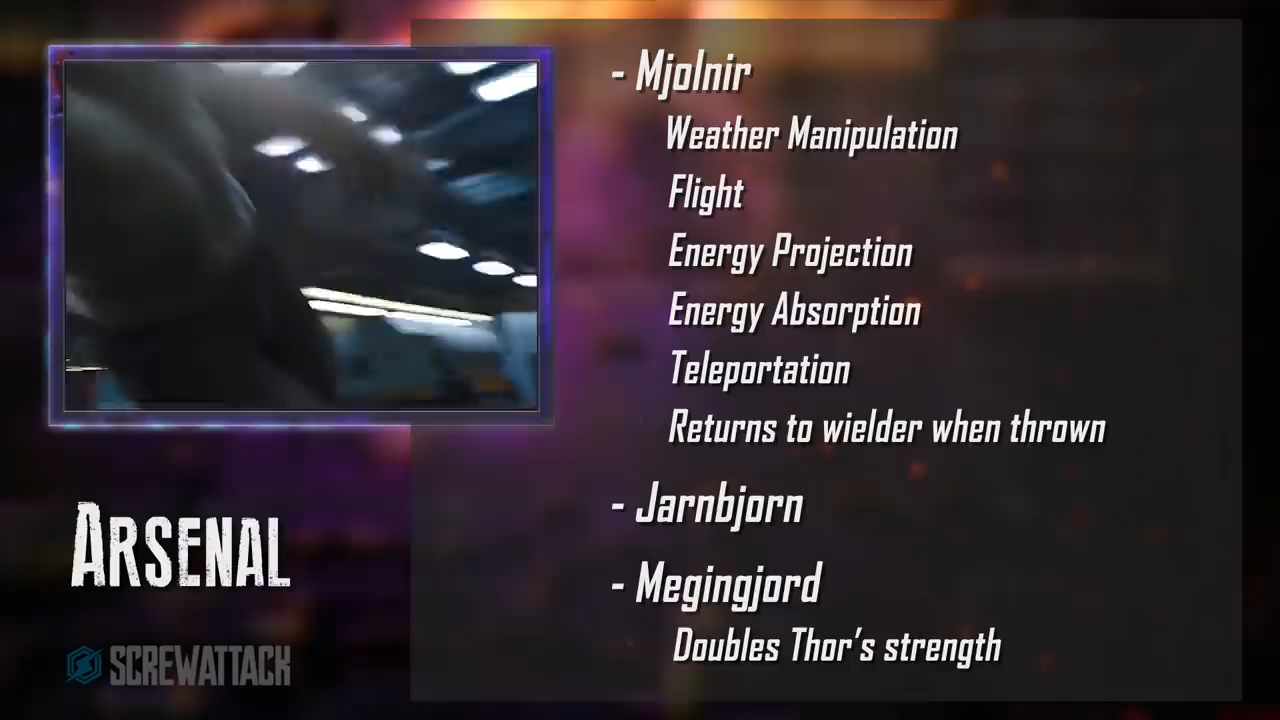 - Mjolnir
Weather Manipulation
Flight
Energy Projection
Energy Absorption
Teleportation
Returns to wielder when thrown
- Jarnbjorn
- Megingjord
Doubles Thor's strength
Arsenal
SCREWATTACK